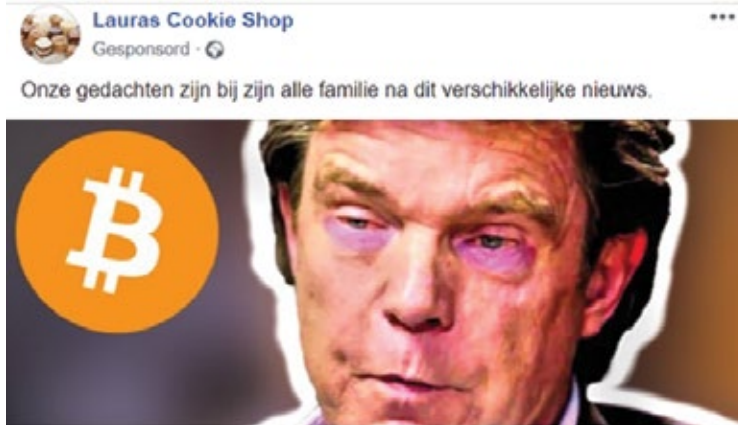 Lauras Cookie Shop
Gesponsord ·
Onze gedachten zijn bij zijn alle familie na dit verschikkelijke nieuws.